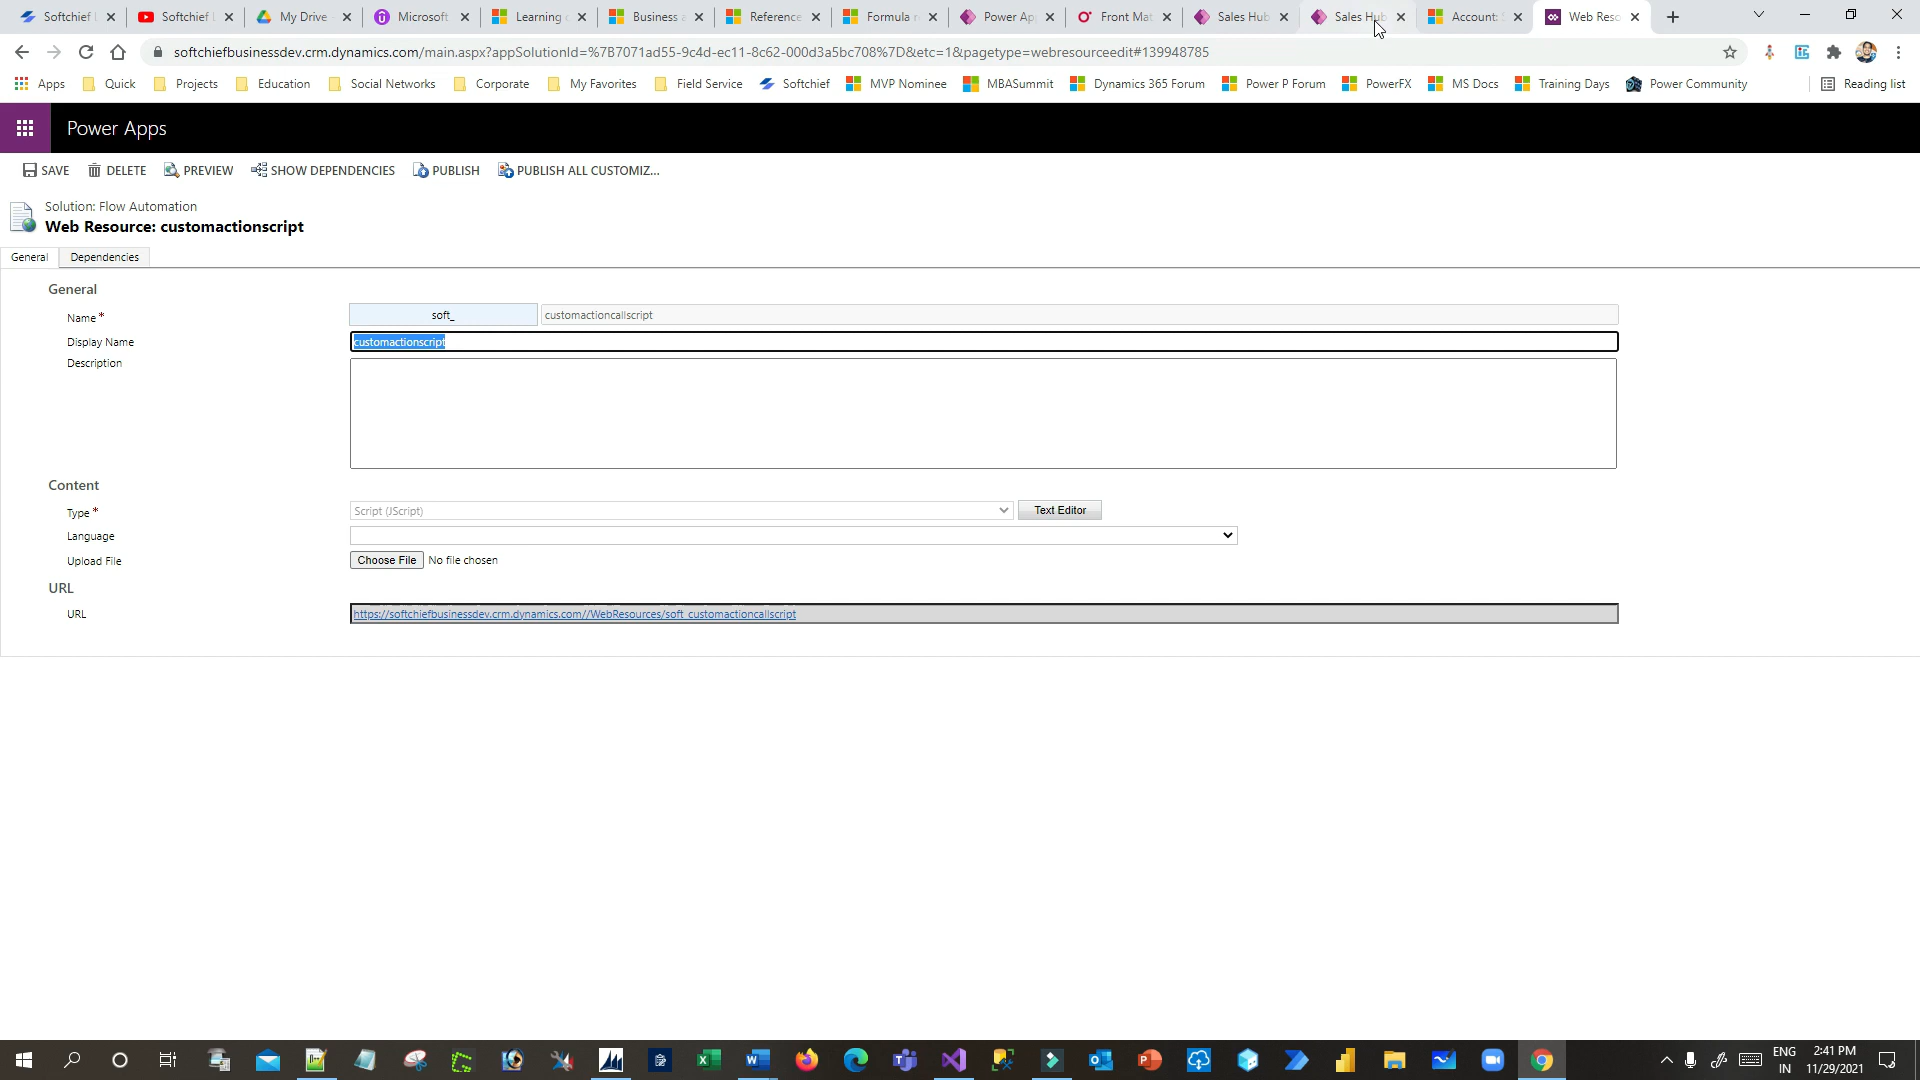 Softchief
Softchief
My Drive
Microsoft
Learning
Business
Reference
Formula
Power Ap
Front Mat
Sales Hub
Sales Hub
Account:
Web Reso
softchiefbusinessdev.crm.dynamics.com/main.aspx?appSolutionId=%7B7071ad55-9c4d-ec11-8c62-000d3a5bc708%7D&etc=1&pagetype=webresourceedit#139948785
Apps
Quick
Projects
Education
Social Networks
Corporate
My Favorites
Field Service
Softchief
MVP Nominee
MBASummit
Dynamics 365 Forum
Power P Forum
PowerFX
MS Docs
Training Days
Power Community
Reading list
Power Apps
SAVE
DELETE
PREVIEW
SHOW DEPENDENCIES
PUBLISH
PUBLISH ALL CUSTOMIZ...
Solution: Flow Automation
Web Resource: customactionscript
General
Dependencies
General
Name *
soft_
customactioncallscript
Display Name
customactionscript
Description
Content
Type *
Script (JScript)
Text Editor
Language
Upload File
Choose File
No file chosen
URL
URL
https://softchiefbusinessdev.crm.dynamics.com//WebResources/soft_customactioncallscript
ENG
IN
2:41 PM
11/29/2021